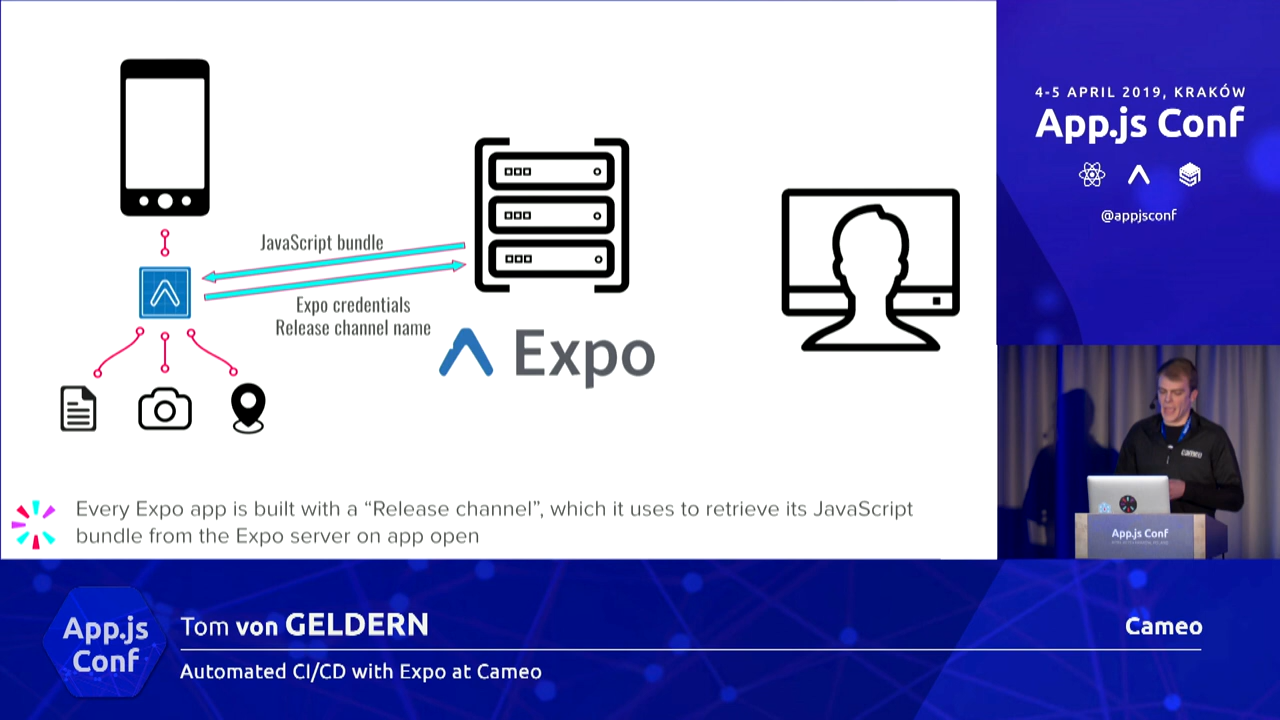 JavaScript bundle
Expo credentials
Release channel name
Expo
Every Expo app is built with a “Release channel”, which it uses to retrieve its JavaScript
bundle from the Expo server on app open
4-5 APRIL 2019, KRAKÓW
App.js Conf
@appjsconf
cameo
App.js Conf
App.js
Conf
Tom von GELDERN
Cameo
Automated CI/CD with Expo at Cameo